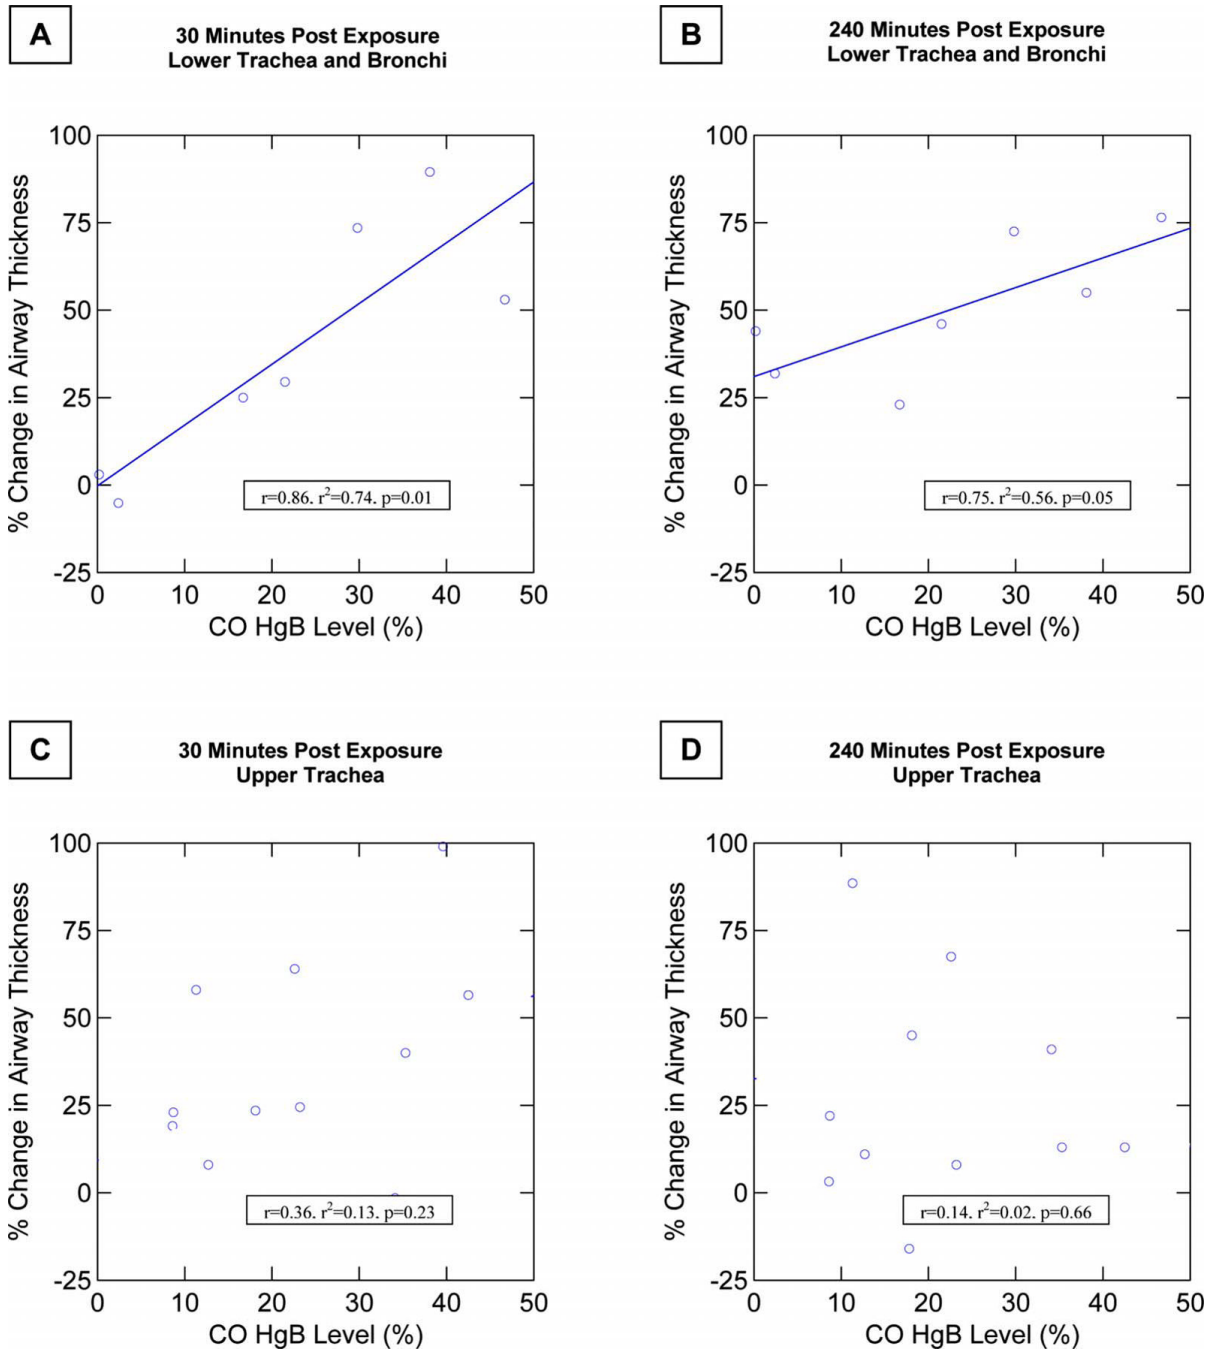 A
30 Minutes Post Exposure
Lower Trachea and Bronchi
100
75
50
25
0
-25
% Change in Airway Thickness
r=0.86. r²=0.74. p=0.01
0 10 20 30 40 50
CO HgB Level (%)
B
240 Minutes Post Exposure
Lower Trachea and Bronchi
100
75
50
25
0
-25
% Change in Airway Thickness
r=0.75. r²=0.56. p=0.05
0 10 20 30 40 50
CO HgB Level (%)
C
30 Minutes Post Exposure
Upper Trachea
100
75
50
25
0
-25
% Change in Airway Thickness
r=0.36. r²=0.13. p=0.23
0 10 20 30 40 50
CO HgB Level (%)
D
240 Minutes Post Exposure
Upper Trachea
100
75
50
25
0
-25
% Change in Airway Thickness
r=0.14. r²=0.02. p=0.66
0 10 20 30 40 50
CO HgB Level (%)